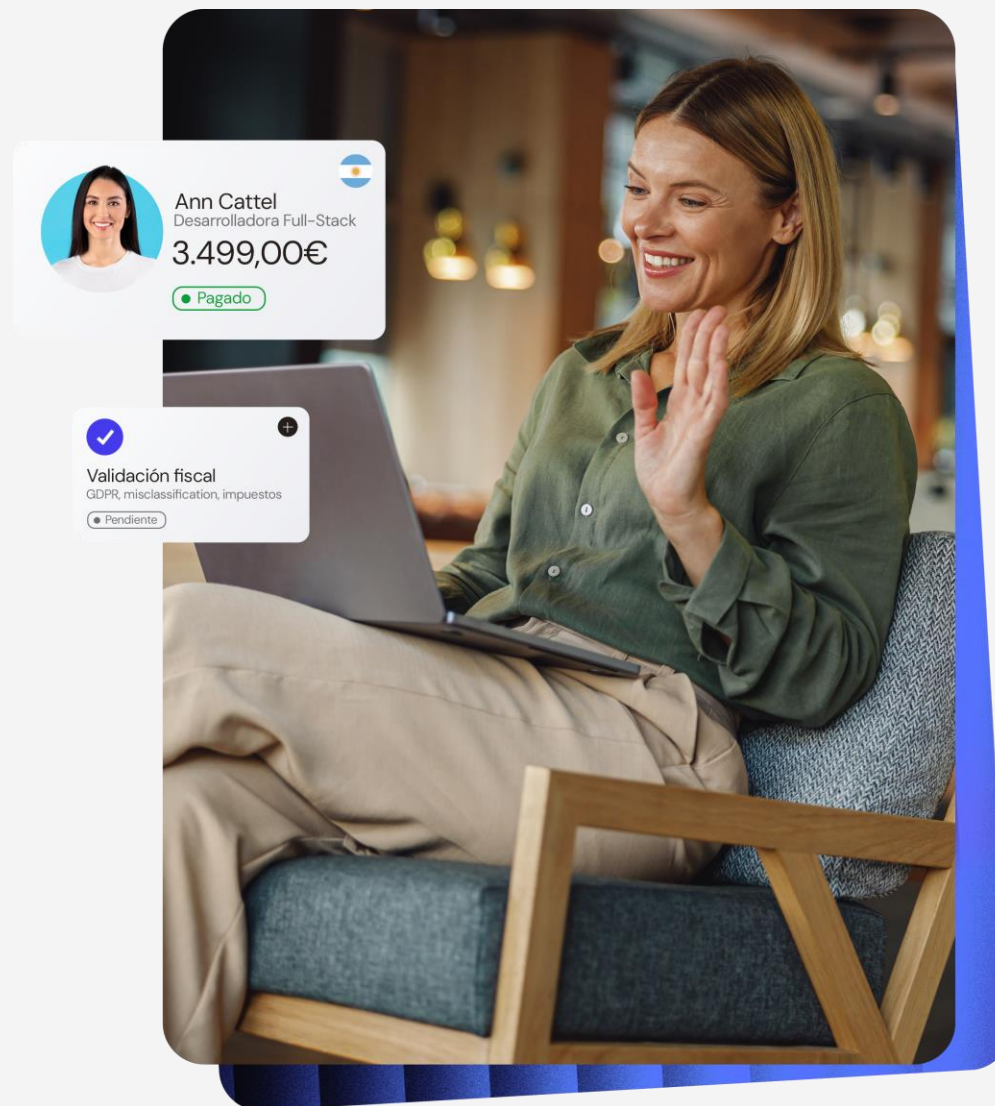 Ann Cattel
Desarrolladora Full-Stack
3.499,00€
Pagado
Validación fiscal
GDPR, misclassification, impuestos
Pendiente